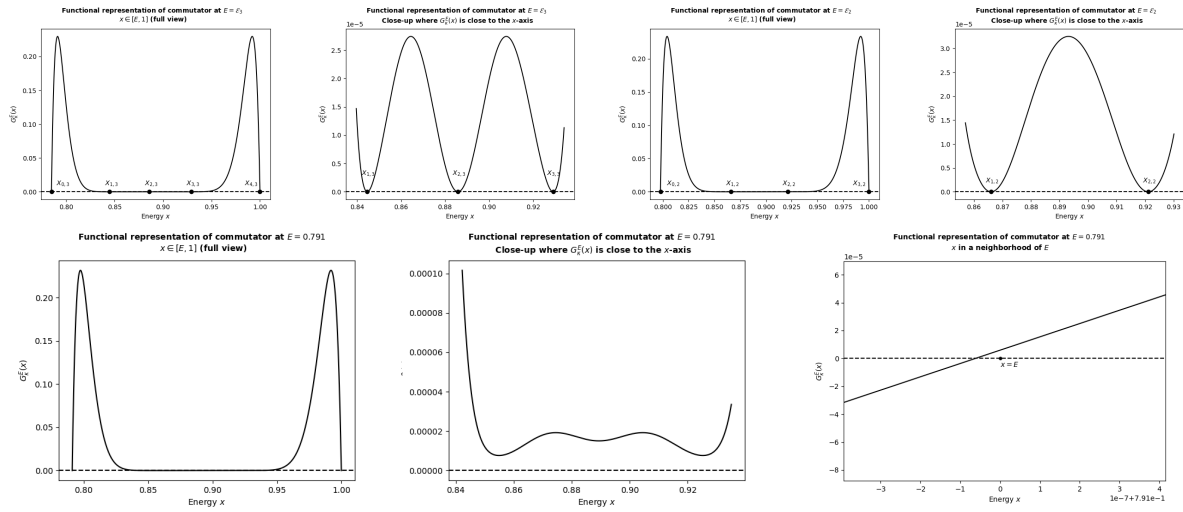 Functional representation of commutator at E = ℰ₃
x ∈ [E, 1] (full view)
G_κ^E(x)
0.20
0.15
0.10
0.05
0.00
X₀,₃ X₁,₃ X₂,₃ X₃,₃ X₄,₃
0.80 0.85 0.90 0.95 1.00
Energy x
Functional representation of commutator at E = ℰ₃
Close-up where G_κ^E(x) is close to the x-axis
1e−5
G_κ^E(x)
2.5
2.0
1.5
1.0
0.5
0.0
X₁,₃ X₂,₃ X₃,₃
0.84 0.86 0.88 0.90 0.92
Energy x
Functional representation of commutator at E = ℰ₂
x ∈ [E, 1] (full view)
G_κ^E(x)
0.20
0.15
0.10
0.05
0.00
X₀,₂ X₁,₂ X₂,₂ X₃,₂
0.800 0.825 0.850 0.875 0.900 0.925 0.950 0.975 1.000
Energy x
Functional representation of commutator at E = ℰ₂
Close-up where G_κ^E(x) is close to the x-axis
1e−5
G_κ^E(x)
3.0
2.5
2.0
1.5
1.0
0.5
0.0
X₁,₂ X₂,₂
0.86 0.87 0.88 0.89 0.90 0.91 0.92 0.93
Energy x
Functional representation of commutator at E = 0.791
x ∈ [E, 1] (full view)
G_κ^E(x)
0.20
0.15
0.10
0.05
0.00
0.80 0.85 0.90 0.95 1.00
Energy x
Functional representation of commutator at E = 0.791
Close-up where G_κ^E(x) is close to the x-axis
0.00010
0.00008
0.00006
0.00004
0.00002
0.00000
0.84 0.86 0.88 0.90 0.92
Energy x
Functional representation of commutator at E = 0.791
x in a neighborhood of E
1e−5
G_κ^E(x)
6
4
2
0
−2
−4
−6
−8
x = E
−3 −2 −1 0 1 2 3 4
Energy x
1e−7+7.91e−1